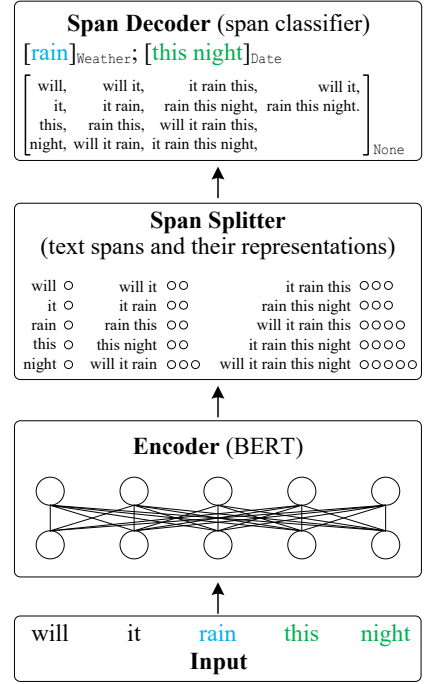 Span Decoder (span classifier)
[rain]Weather; [this night]Date
will, will it, it rain this, will it,
it, it rain, rain this night, rain this night.
this, rain this, will it rain this,
night, will it rain, it rain this night,
None
Span Splitter
(text spans and their representations)
will will it it rain this
it it rain rain this night
rain rain this will it rain this
this this night it rain this night
night will it rain will it rain this night
Encoder (BERT)
will it rain this night
Input